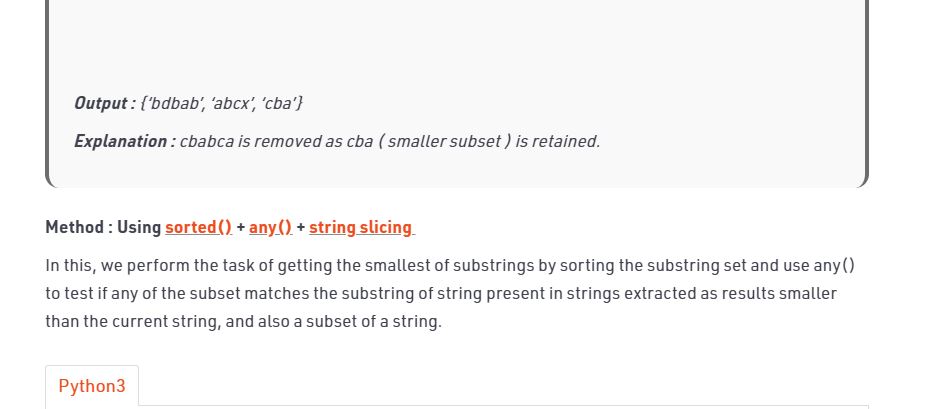 Output : {‘bdbab’, ‘abcx’, ‘cba’}
Explanation : cbabca is removed as cba ( smaller subset ) is retained.
Method : Using sorted() + any() + string slicing
In this, we perform the task of getting the smallest of substrings by sorting the substring set and use any()
to test if any of the subset matches the substring of string present in strings extracted as results smaller
than the current string, and also a subset of a string.
Python3